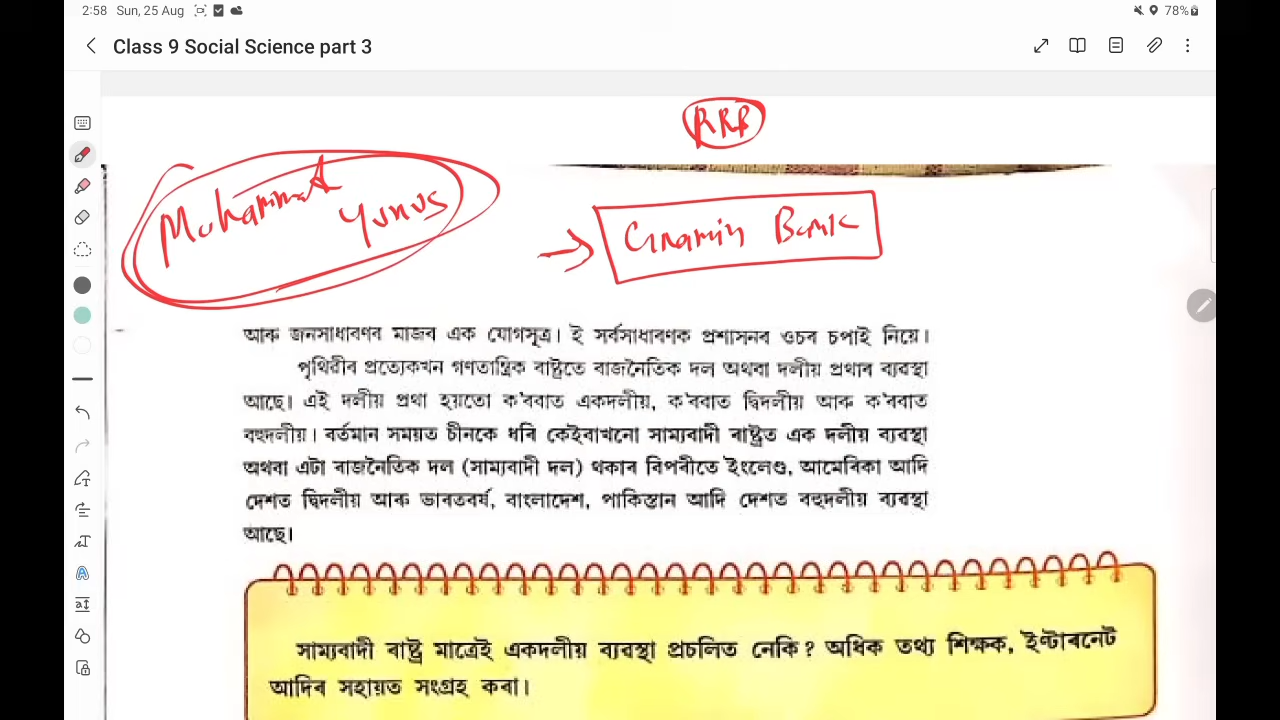 2:58 Sun, 25 Aug
78%
Class 9 Social Science part 3
RRB
Mohammad Yunus
→ Gramin Bank
আৰু জনসাধাৰণৰ মাজৰ এক যোগসূত্ৰ। ই সৰ্বসাধাৰণক প্ৰশাসনৰ ওচৰ চপাই নিয়ে।
পৃথিৱীৰ প্ৰত্যেকখন গণতান্ত্ৰিক ৰাষ্ট্ৰতে ৰাজনৈতিক দল অথবা দলীয় প্ৰথাৰ ব্যৱস্থা
আছে। এই দলীয় প্ৰথা হয়তো ক'ৰবাত একদলীয়, ক'ৰবাত দ্বিদলীয় আৰু ক'ৰবাত
বহুদলীয়। বৰ্তমান সময়ত চীনকে ধৰি কেইবাখনো সাম্যবাদী ৰাষ্ট্ৰত এক দলীয় ব্যৱস্থা
অথবা এটা ৰাজনৈতিক দল (সাম্যবাদী দল) থকাৰ বিপৰীতে ইংলেণ্ড, আমেৰিকা আদি
দেশত দ্বিদলীয় আৰু ভাৰতবৰ্ষ, বাংলাদেশ, পাকিস্তান আদি দেশত বহুদলীয় ব্যৱস্থা
আছে।
সাম্যবাদী ৰাষ্ট্ৰ মাত্ৰেই একদলীয় ব্যৱস্থা প্ৰচলিত নেকি? অধিক তথ্য শিক্ষক, ইণ্টাৰনেট
আদিৰ সহায়ত সংগ্ৰহ কৰা।